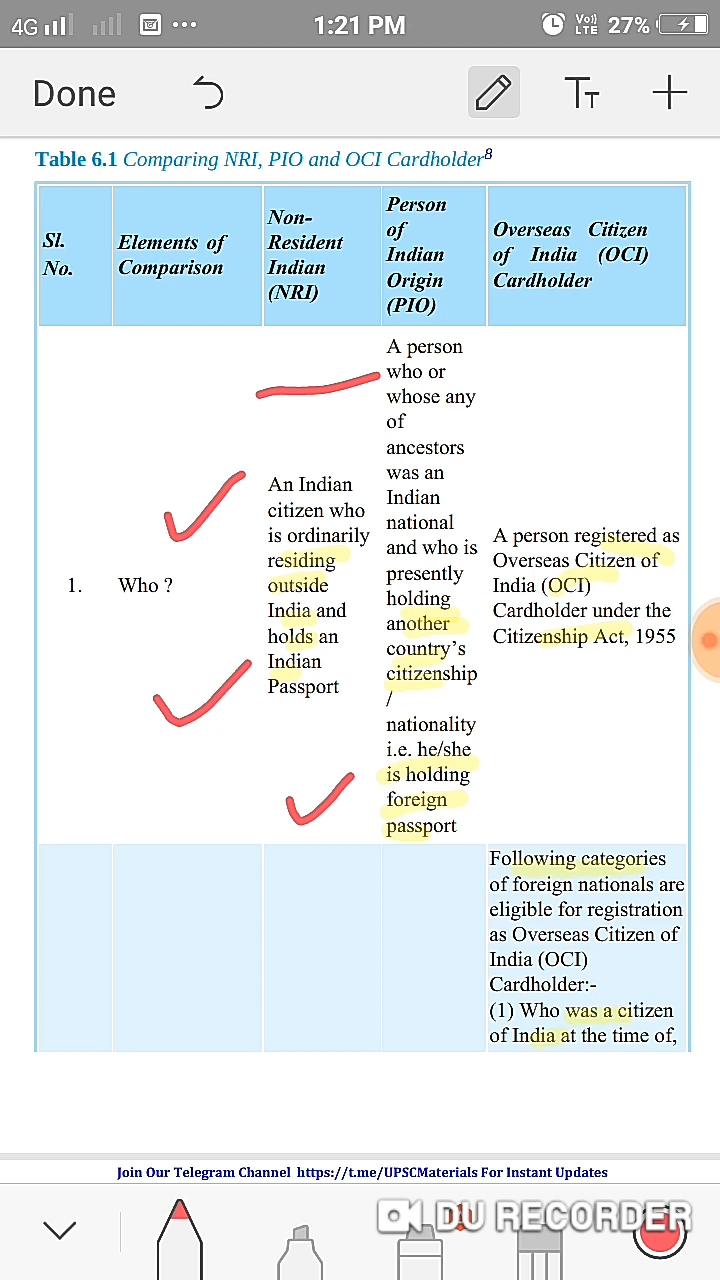 4G
1:21 PM
Vo))
LTE
27%
Done
TT
Table 6.1 Comparing NRI, PIO and OCI Cardholder8
Sl.
No.
Elements of
Comparison
Non-
Resident
Indian
(NRI)
Person
of
Indian
Origin
(PIO)
Overseas Citizen
of India (OCI)
Cardholder
1.
Who ?
An Indian
citizen who
is ordinarily
residing
outside
India and
holds an
Indian
Passport
A person
who or
whose any
of
ancestors
was an
Indian
national
and who is
presently
holding
another
country's
citizenship
/
nationality
i.e. he/she
is holding
foreign
passport
A person registered as
Overseas Citizen of
India (OCI)
Cardholder under the
Citizenship Act, 1955
Following categories
of foreign nationals are
eligible for registration
as Overseas Citizen of
India (OCI)
Cardholder:-
(1) Who was a citizen
of India at the time of,
Join Our Telegram Channel https://t.me/UPSCMaterials For Instant Updates
DU RECORDER